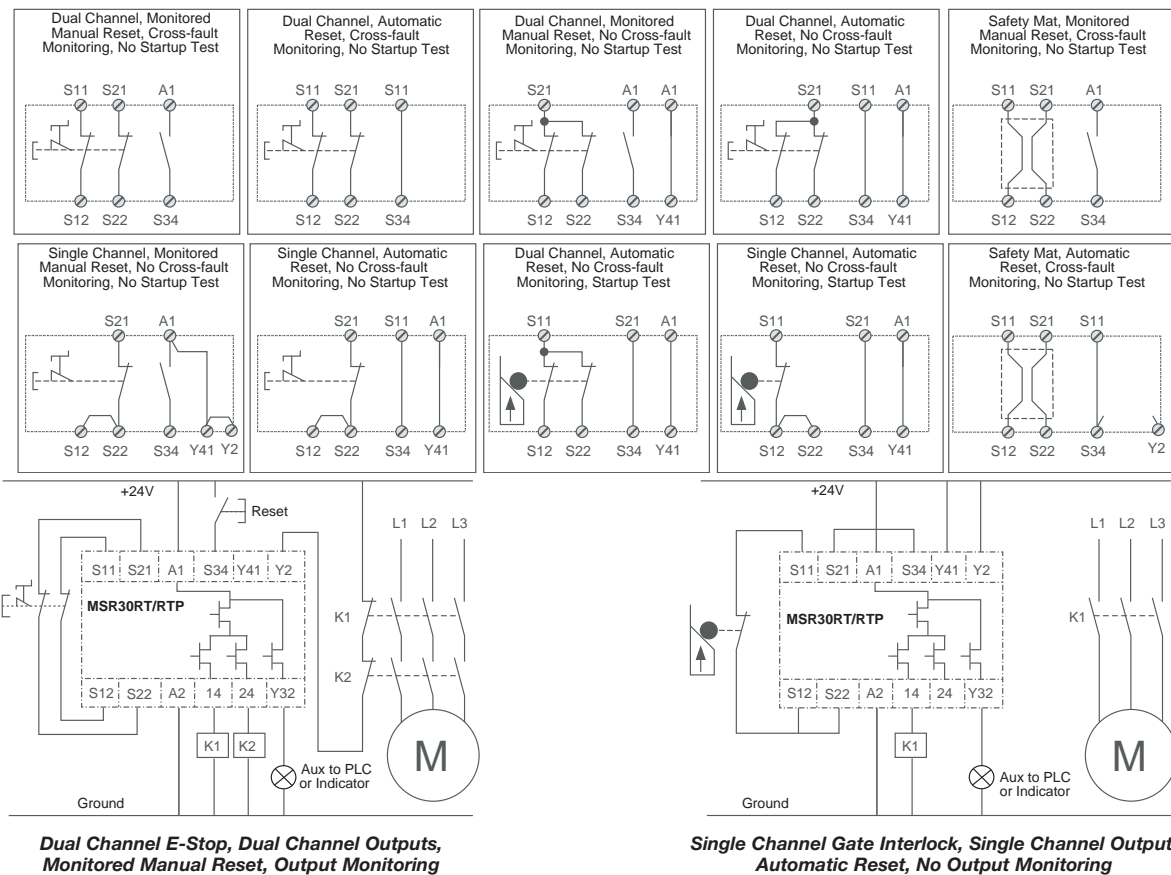 Dual Channel, Monitored
Manual Reset, Cross-fault
Monitoring, No Startup Test
S11 S21 A1
S12 S22 S34
Dual Channel, Automatic
Reset, Cross-fault
Monitoring, No Startup Test
S11 S21 S11
S12 S22 S34
Dual Channel, Monitored
Manual Reset, No Cross-fault
Monitoring, No Startup Test
S21 A1 A1
S12 S22 S34 Y41
Dual Channel, Automatic
Reset, No Cross-fault
Monitoring, No Startup Test
S21 S11 A1
S12 S22 S34 Y41
Safety Mat, Monitored
Manual Reset, Cross-fault
Monitoring, No Startup Test
S11 S21 A1
S12 S22 S34
Single Channel, Monitored
Manual Reset, No Cross-fault
Monitoring, No Startup Test
S21 A1
S12 S22 S34 Y41 Y2
Single Channel, Automatic
Reset, No Cross-fault
Monitoring, No Startup Test
S21 S11 A1
S12 S22 S34 Y41
Dual Channel, Automatic
Reset, No Cross-fault
Monitoring, Startup Test
S11 S21 A1
S12 S22 S34 Y41
Single Channel, Automatic
Reset, No Cross-fault
Monitoring, Startup Test
S11 S21 A1
S12 S22 S34 Y41
Safety Mat, Automatic
Reset, Cross-fault
Monitoring, No Startup Test
S11 S21 S11
S12 S22 S34 Y2
+24V
Reset
L1 L2 L3
S11 S21 A1 S34 Y41 Y2
MSR30RT/RTP
K1
K2
S12 S22 A2 14 24 Y32
K1 K2
M
Aux to PLC
or Indicator
Ground
Dual Channel E-Stop, Dual Channel Outputs,
Monitored Manual Reset, Output Monitoring
+24V
L1 L2 L3
S11 S21 A1 S34 Y41 Y2
MSR30RT/RTP
K1
S12 S22 A2 14 24 Y32
K1
M
Aux to PLC
or Indicator
Ground
Single Channel Gate Interlock, Single Channel Output
Automatic Reset, No Output Monitoring